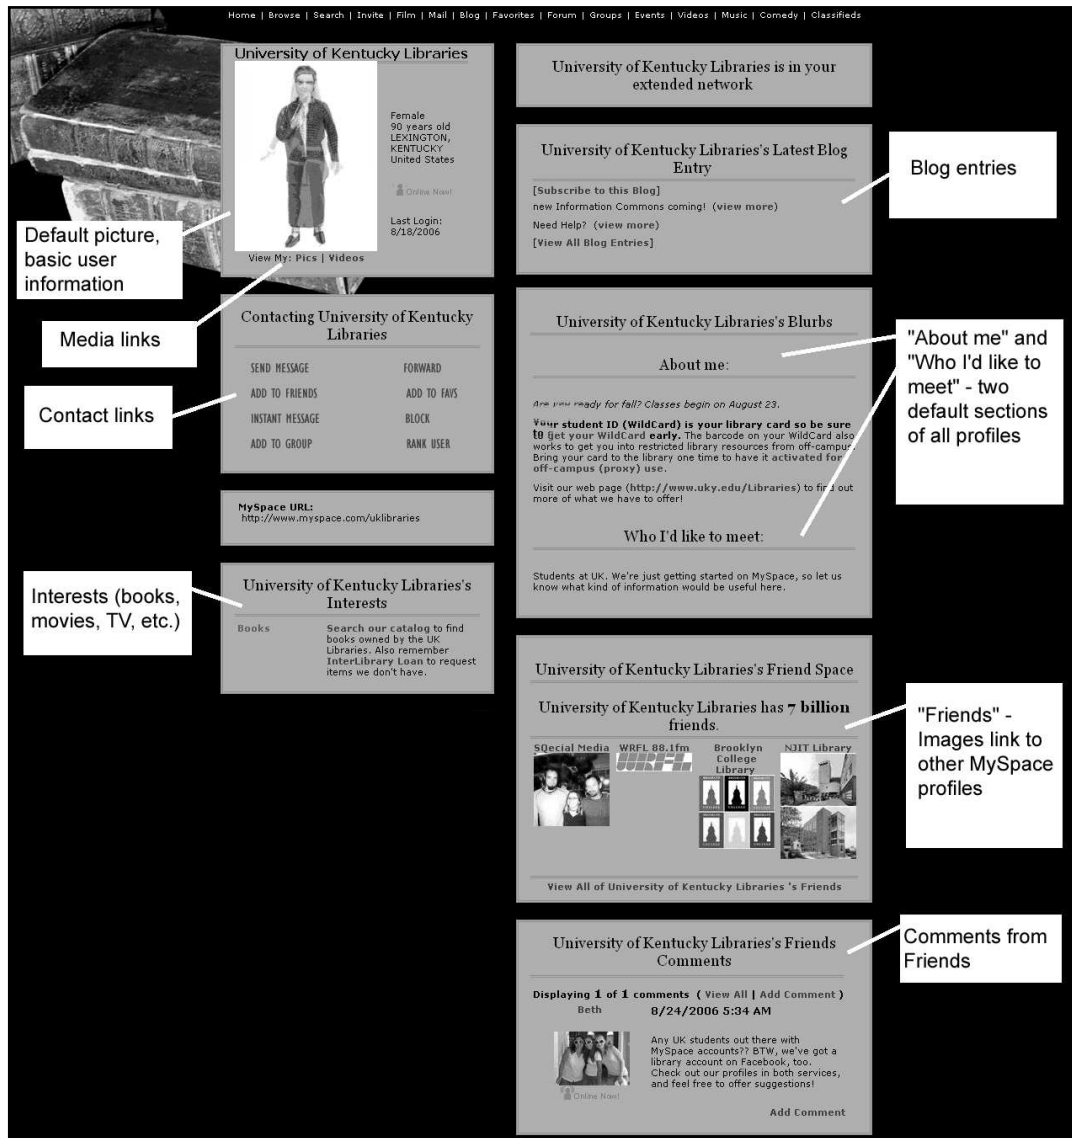 Home | Browse | Search | Invite | Film | Mail | Blog | Favorites | Forum | Groups | Events | Videos | Music | Comedy | Classifieds
University of Kentucky Libraries
Female
90 years old
LEXINGTON,
KENTUCKY
United States
Online Now!
Last Login:
8/18/2006
View My: Pics | Videos
Default picture,
basic user
information
Media links
Contacting University of Kentucky
Libraries
SEND MESSAGE FORWARD
ADD TO FRIENDS ADD TO FAVS
INSTANT MESSAGE BLOCK
ADD TO GROUP RANK USER
Contact links
MySpace URL:
http://www.myspace.com/uklibraries
Interests (books,
movies, TV, etc.)
University of Kentucky Libraries's
Interests
Books
Search our catalog to find
books owned by the UK
Libraries. Also remember
InterLibrary Loan to request
items we don't have.
University of Kentucky Libraries is in your
extended network
University of Kentucky Libraries's Latest Blog
Entry
[Subscribe to this Blog]
new Information Commons coming! (view more)
Need Help? (view more)
[View All Blog Entries]
Blog entries
University of Kentucky Libraries's Blurbs
About me:
Are you ready for fall? Classes begin on August 23.
Your student ID (WildCard) is your library card so be sure
to get your WildCard early. The barcode on your WildCard also
works to get you into restricted library resources from off-campus.
Bring your card to the library one time to have it activated for
off-campus (proxy) use.
Visit our web page (http://www.uky.edu/Libraries) to find out
more of what we have to offer!
Who I'd like to meet:
Students at UK. We're just getting started on MySpace, so let us
know what kind of information would be useful here.
"About me" and
"Who I'd like to
meet" - two
default sections
of all profiles
University of Kentucky Libraries's Friend Space
University of Kentucky Libraries has 7 billion
friends.
SQecial Media WRFL 88.1fm Brooklyn College Library NJIT Library
WRFL
View All of University of Kentucky Libraries 's Friends
"Friends" -
Images link to
other MySpace
profiles
University of Kentucky Libraries's Friends
Comments
Displaying 1 of 1 comments ( View All | Add Comment )
Beth
8/24/2006 5:34 AM
Any UK students out there with
MySpace accounts?? BTW, we've got a
library account on Facebook, too.
Check out our profiles in both services,
and feel free to offer suggestions!
Online Now!
Add Comment
Comments from
Friends